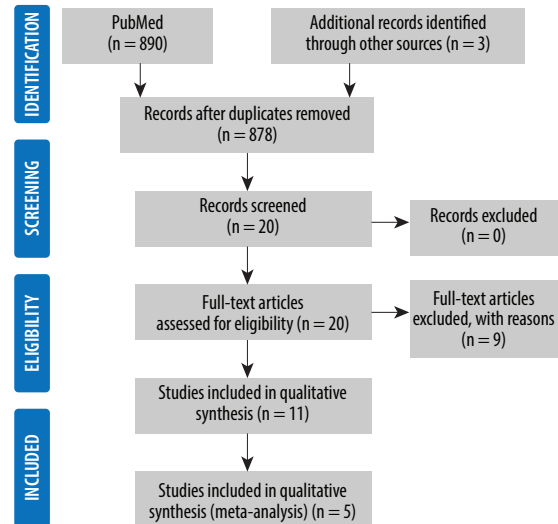 IDENTIFICATION
PubMed
(n = 890)
Additional records identified
through other sources (n = 3)
Records after duplicates removed
(n = 878)
SCREENING
Records screened
(n = 20)
Records excluded
(n = 0)
ELIGIBILITY
Full-text articles
assessed for eligibility (n = 20)
Full-text articles
excluded, with reasons
(n = 9)
Studies included in qualitative
synthesis (n = 11)
INCLUDED
Studies included in qualitative
synthesis (meta-analysis) (n = 5)